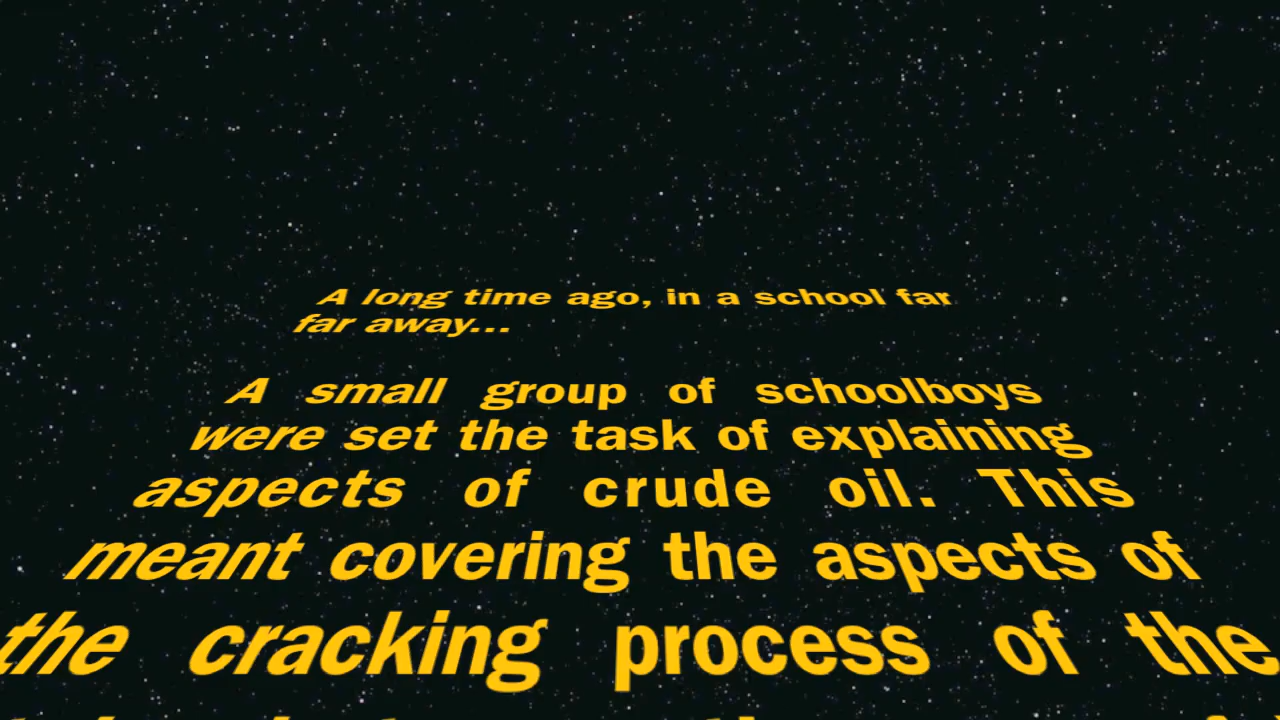 A long time ago, in a school far
far away...
A small group of schoolboys
were set the task of explaining
aspects of crude oil. This
meant covering the aspects of
the cracking process of the